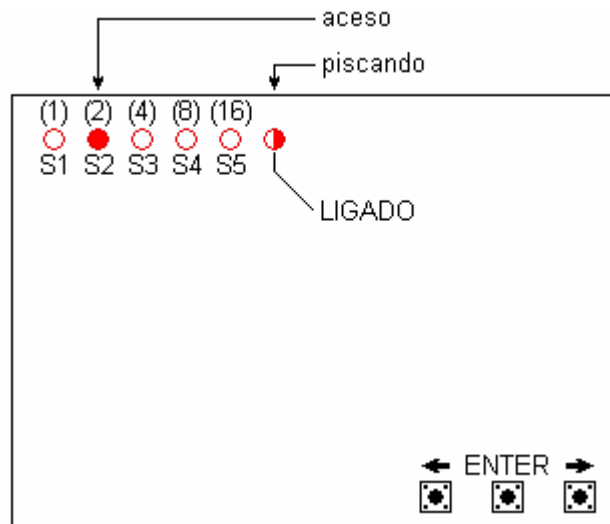 aceso
piscando
(1) (2) (4) (8) (16)
S1 S2 S3 S4 S5
LIGADO
ENTER